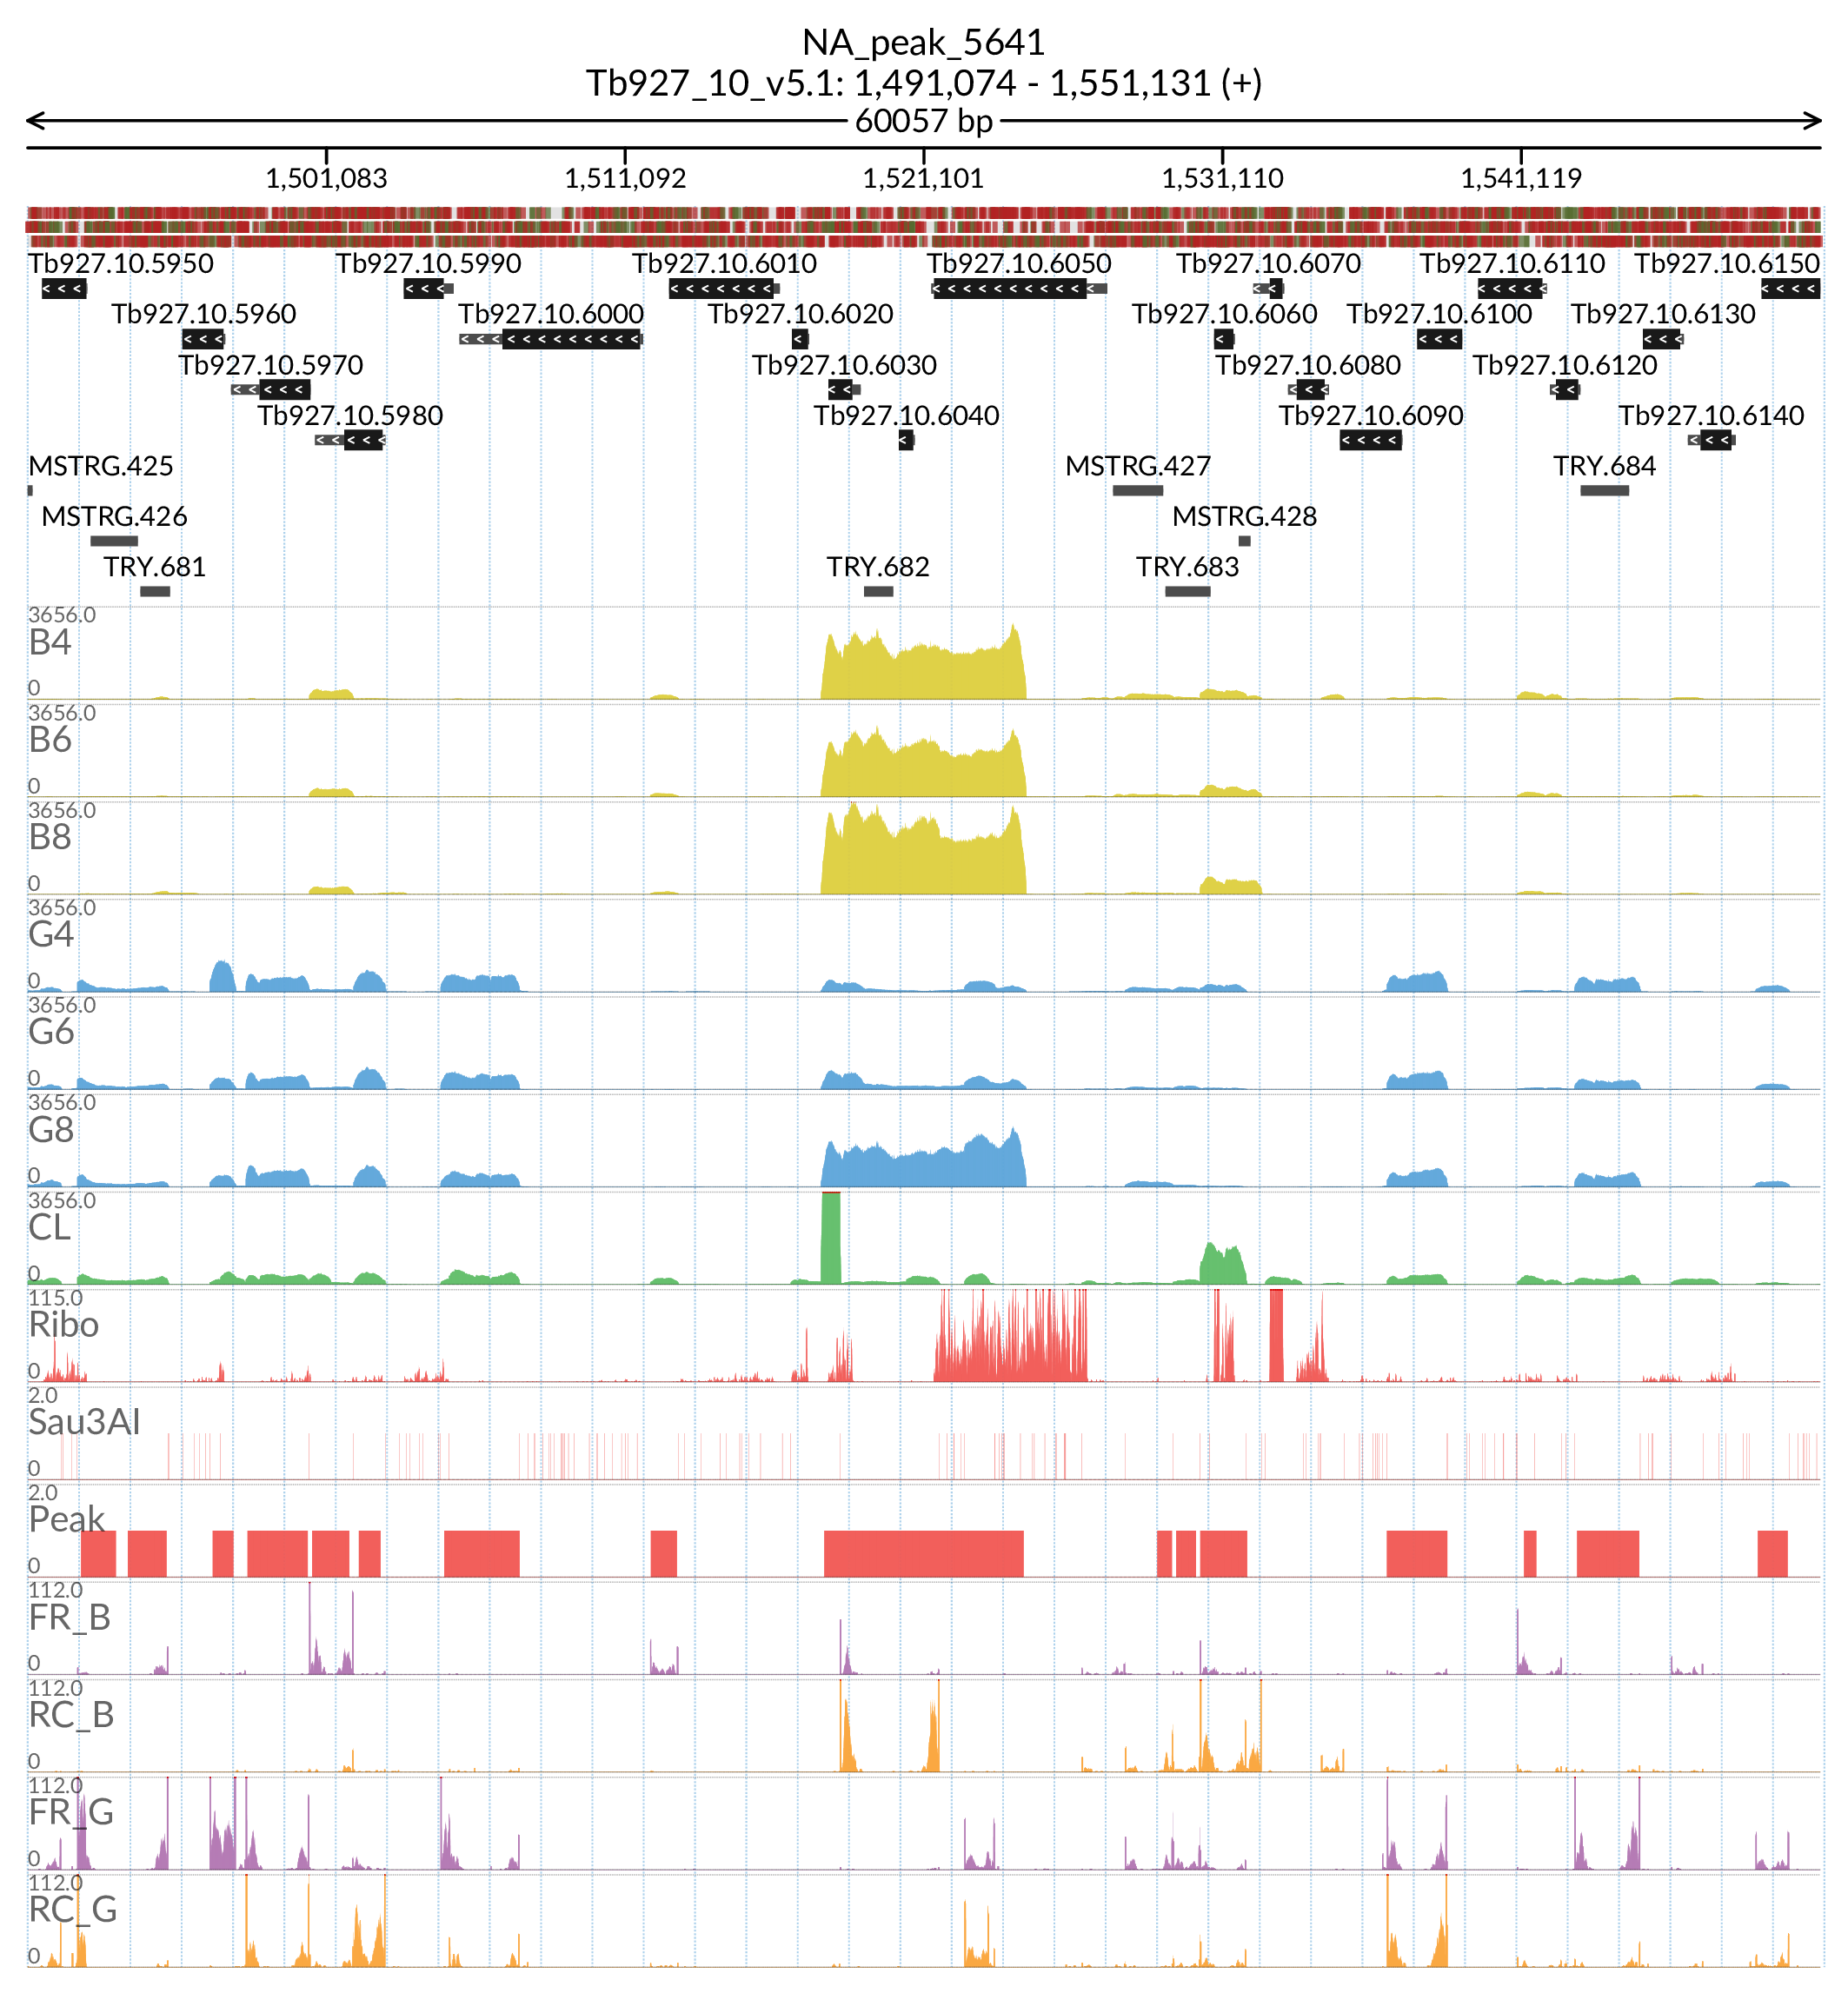 NA_peak_5641
Tb927_10_v5.1: 1,491,074 - 1,551,131 (+)
60057 bp
1,501,083 1,511,092 1,521,101 1,531,110 1,541,119
Tb927.10.5950 Tb927.10.5990 Tb927.10.6010 Tb927.10.6050 Tb927.10.6070 Tb927.10.6110 Tb927.10.6150
Tb927.10.5960 Tb927.10.6000 Tb927.10.6020 Tb927.10.6060 Tb927.10.6100 Tb927.10.6130
Tb927.10.5970 Tb927.10.6030 Tb927.10.6080 Tb927.10.6120
Tb927.10.5980 Tb927.10.6040 Tb927.10.6090 Tb927.10.6140
MSTRG.425 MSTRG.427 TRY.684
MSTRG.426 MSTRG.428
TRY.681 TRY.682 TRY.683
3656.0
B4
0
3656.0
B6
0
3656.0
B8
0
3656.0
G4
0
3656.0
G6
0
3656.0
G8
0
3656.0
CL
0
115.0
Ribo
0
2.0
Sau3AI
0
2.0
Peak
0
112.0
FR_B
0
112.0
RC_B
0
112.0
FR_G
0
112.0
RC_G
0